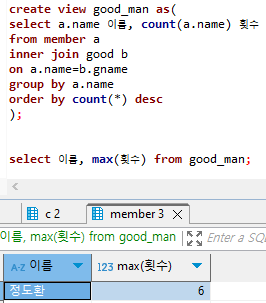 create view good_man as(
select a.name 이름, count(a.name) 횟수
from member a
inner join good b
on a.name=b.gname
group by a.name
order by count(*) desc
);
select 이름, max(횟수) from good_man;
c 2
member 3
이름, max(횟수) from good_man
Enter a SQ
A-Z 이름
123 max(횟수)
정도환
6